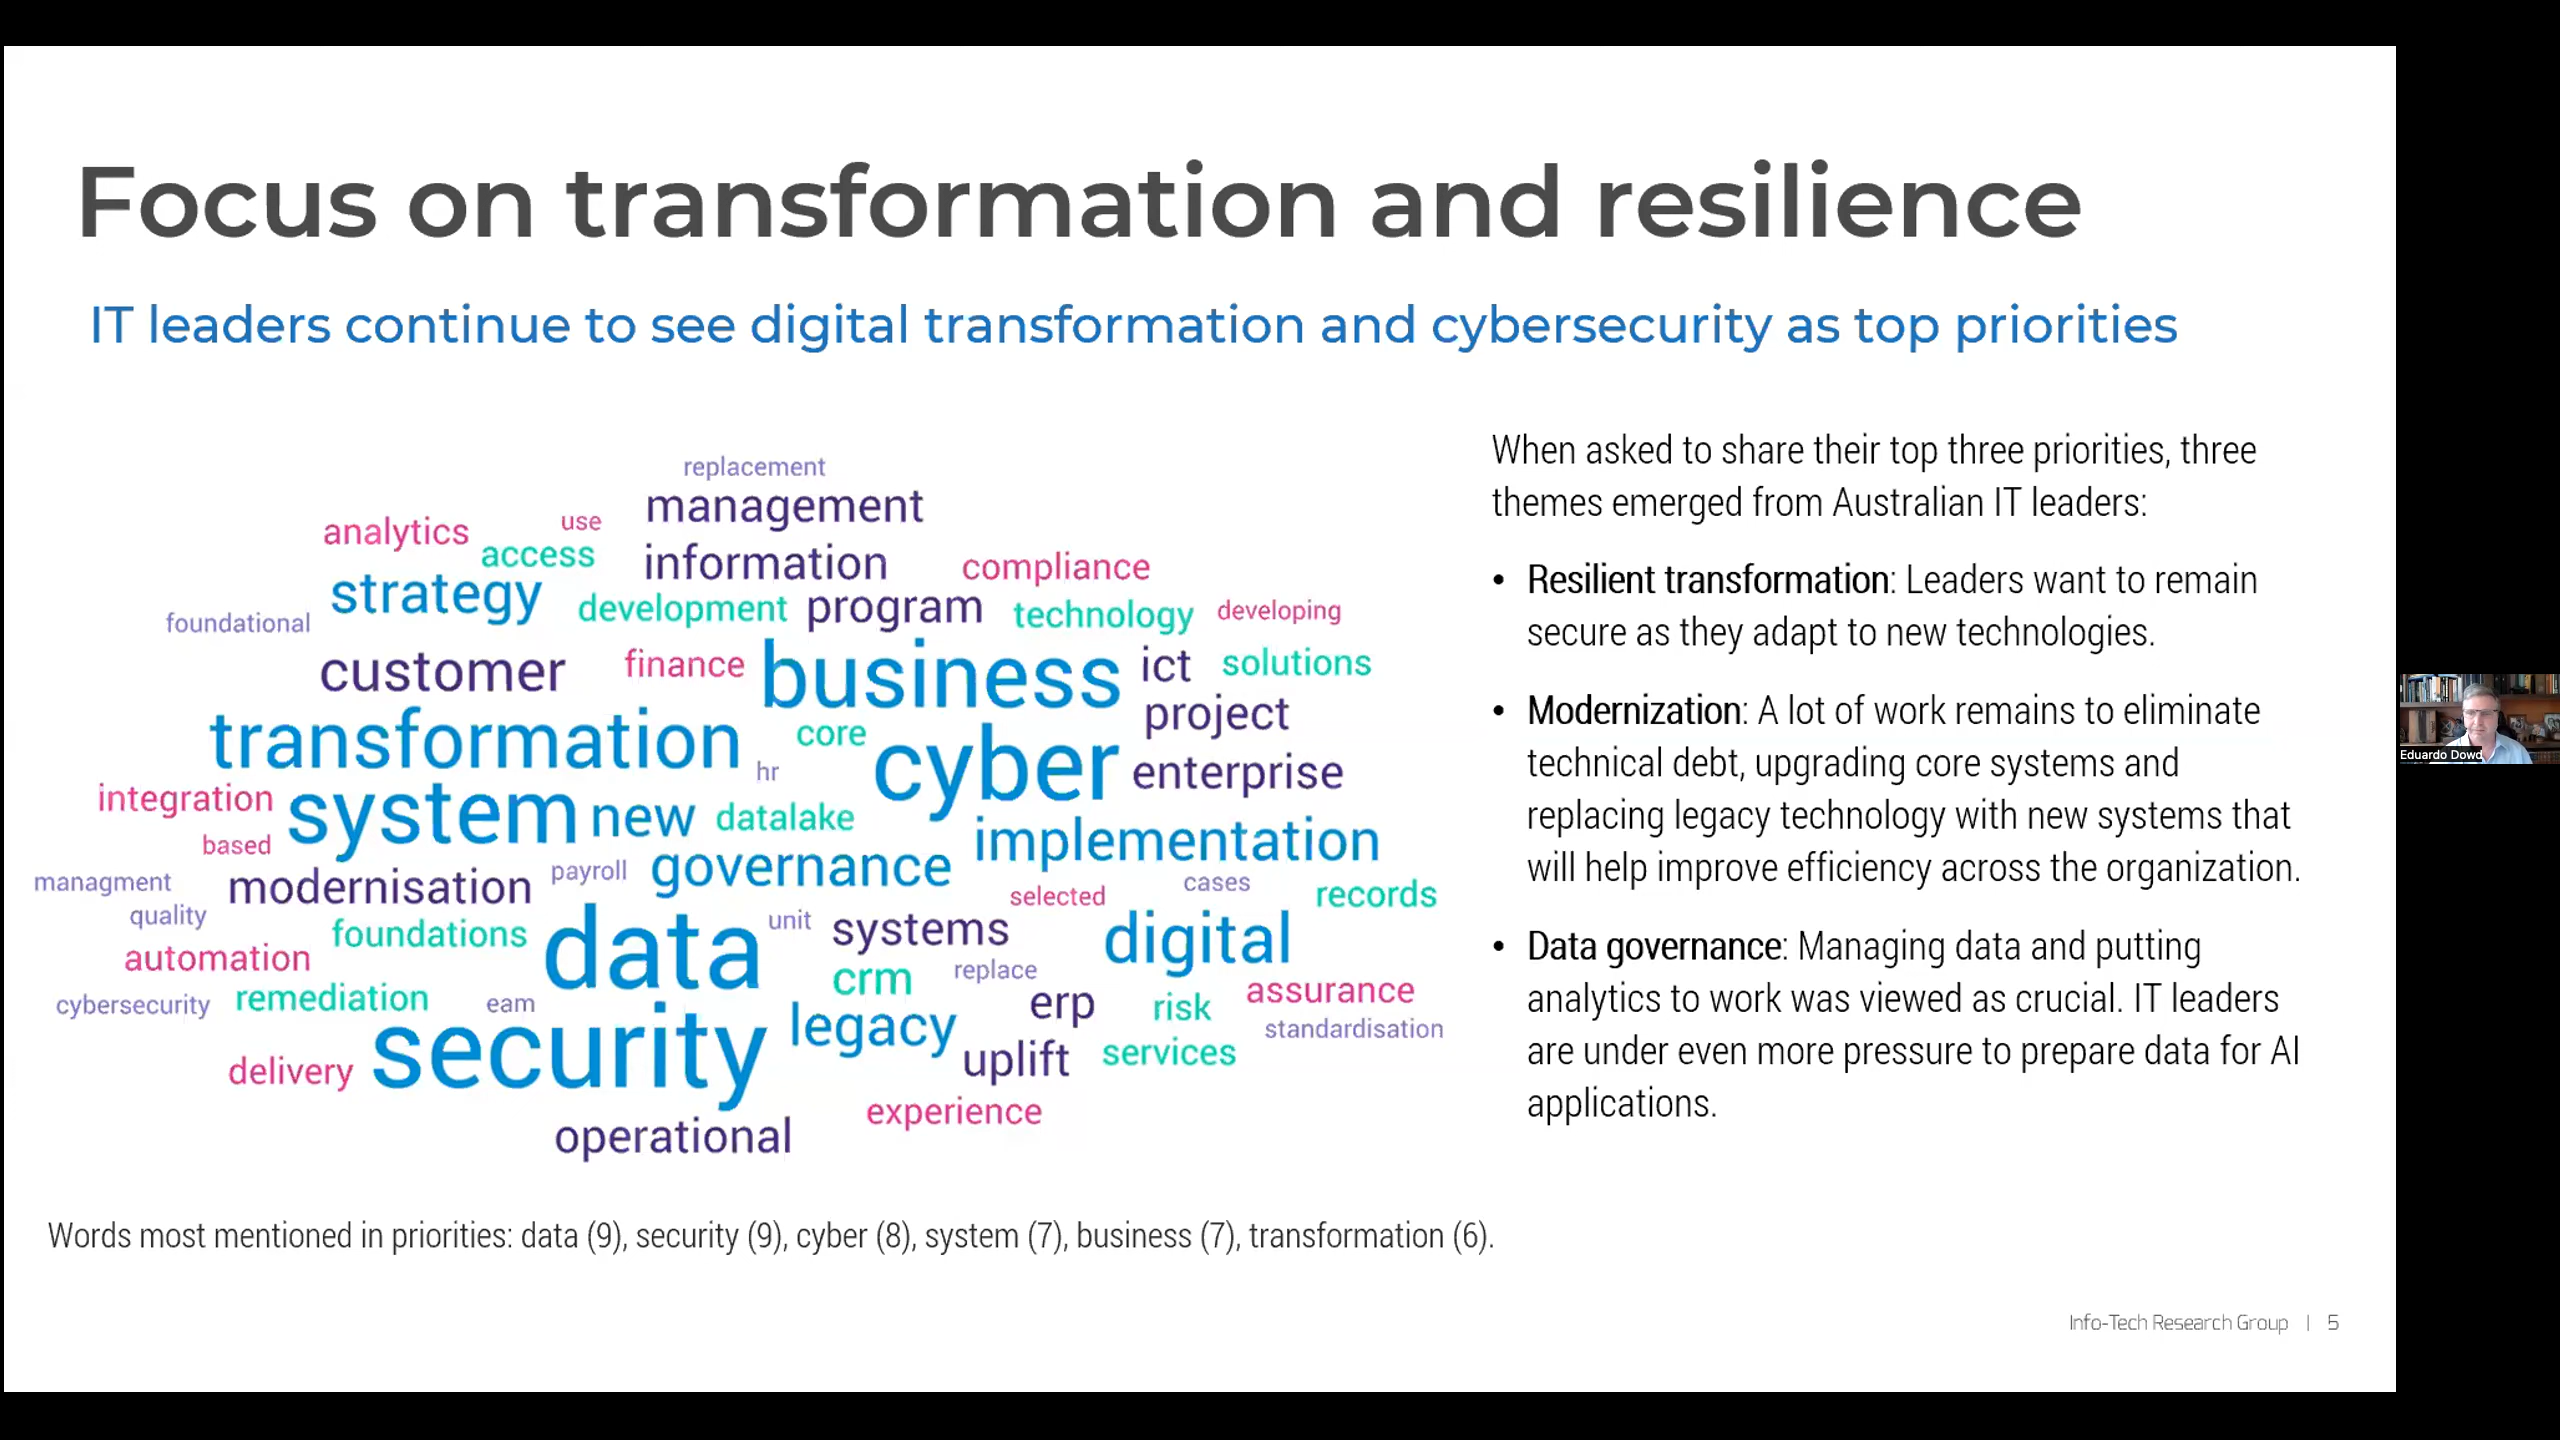 Focus on transformation and resilience
IT leaders continue to see digital transformation and cybersecurity as top priorities
replacement
management
analytics
use
access
information
compliance
strategy
development
program
technology
developing
foundational
customer
finance
business
ict
solutions
transformation
core
project
hr
cyber
enterprise
integration
system
new
datalake
implementation
based
governance
managment
modernisation
payroll
selected
cases
records
quality
foundations
data
unit
systems
digital
automation
crm
replace
cybersecurity
remediation
eam
erp
risk
assurance
standardisation
delivery
security
legacy
uplift
services
experience
operational
Words most mentioned in priorities: data (9), security (9), cyber (8), system (7), business (7), transformation (6).
When asked to share their top three priorities, three
themes emerged from Australian IT leaders:
• Resilient transformation: Leaders want to remain
secure as they adapt to new technologies.
• Modernization: A lot of work remains to eliminate
technical debt, upgrading core systems and
replacing legacy technology with new systems that
will help improve efficiency across the organization.
• Data governance: Managing data and putting
analytics to work was viewed as crucial. IT leaders
are under even more pressure to prepare data for AI
applications.
Info-Tech Research Group | 5
Eduardo Dowd